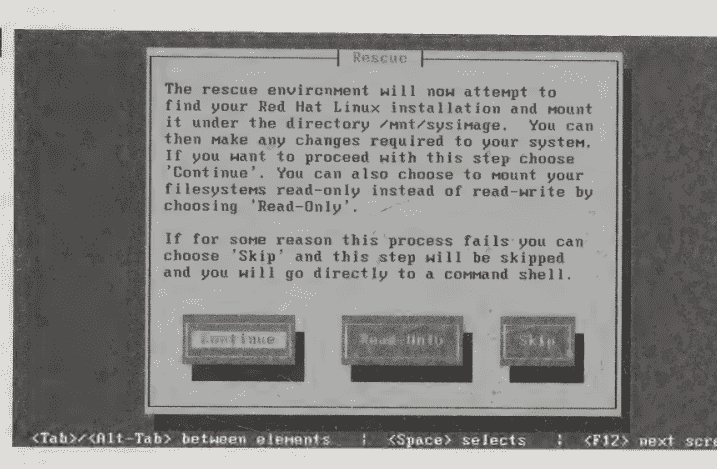 Rescue
The rescue environment will now attempt to
find your Red Hat Linux installation and mount
it under the directory /mnt/sysimage.  You can
then make any changes required to your system.
If you want to proceed with this step choose
'Continue'. You can also choose to mount your
filesystems read-only instead of read-write by
choosing 'Read-Only'.
If for some reason this process fails you can
choose 'Skip' and this step will be skipped
and you will go directly to a command shell.
Continue Read-Only Skip
<Tab>/<Alt-Tab> between elements | <Space> selects | <F12> next scre